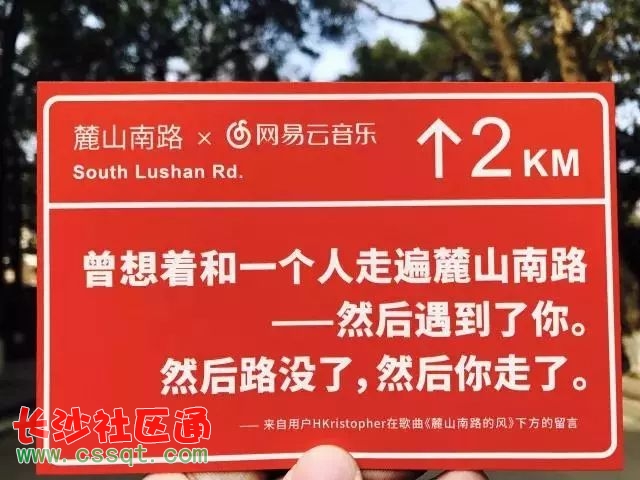 麓山南路 × 网易云音乐
South Lushan Rd.
↑2 KM
曾想着和一个人走遍麓山南路
——然后遇到了你。
然后路没了,然后你走了。
—— 来自用户HKristopher在歌曲《麓山南路的风》下方的留言
长沙社区通
www.cssqt.com